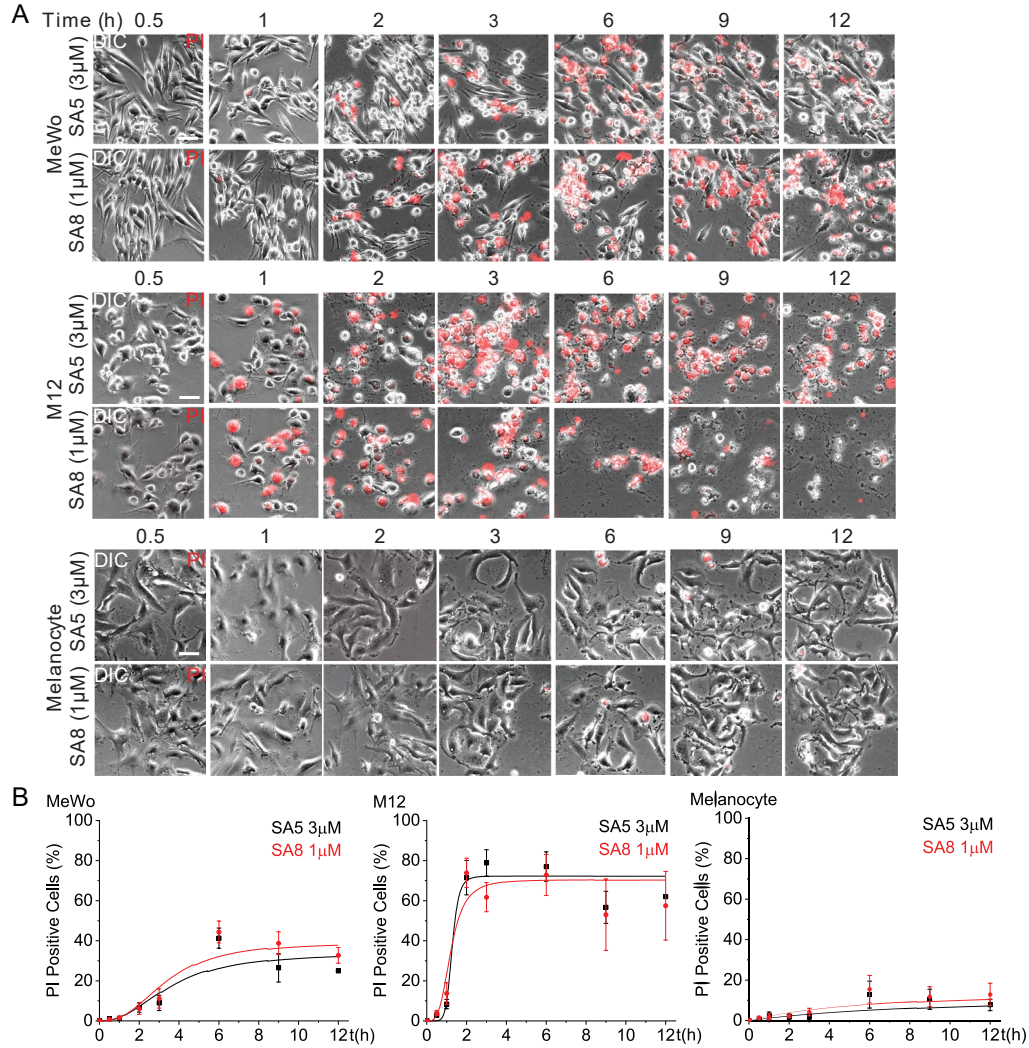 A
Time (h) 0.5 1 2 3 6 9 12
MeWo
SA5 (3μM)
DIC PI
SA8 (1μM)
DIC PI
0.5 1 2 3 6 9 12
M12
SA5 (3μM)
DIC PI
SA8 (1μM)
DIC PI
0.5 1 2 3 6 9 12
Melanocyte
SA5 (3μM)
DIC PI
SA8 (1μM)
DIC PI
B
MeWo
SA5 3μM
SA8 1μM
PI Positive Cells (%)
100
80
60
40
20
0
0 2 4 6 8 10 12 t(h)
M12
SA5 3μM
SA8 1μM
PI Positive Cells (%)
100
80
60
40
20
0
0 2 4 6 8 10 12 t(h)
Melanocyte
SA5 3μM
SA8 1μM
PI Positive Cells (%)
100
80
60
40
20
0
0 2 4 6 8 10 12 t(h)